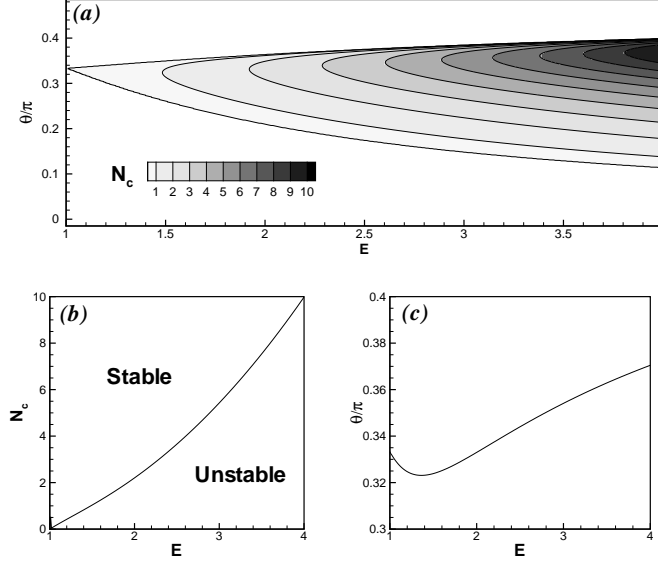 (a)
0.4
0.3
0.2
0.1
0
θ/π
N_c
1 2 3 4 5 6 7 8 9 10
1 1.5 2 2.5 3 3.5
E
(b)
10
8
6
4
2
0
N_c
Stable
Unstable
1 2 3 4
E
(c)
0.4
0.38
0.36
0.34
0.32
0.3
θ/π
1 2 3 4
E